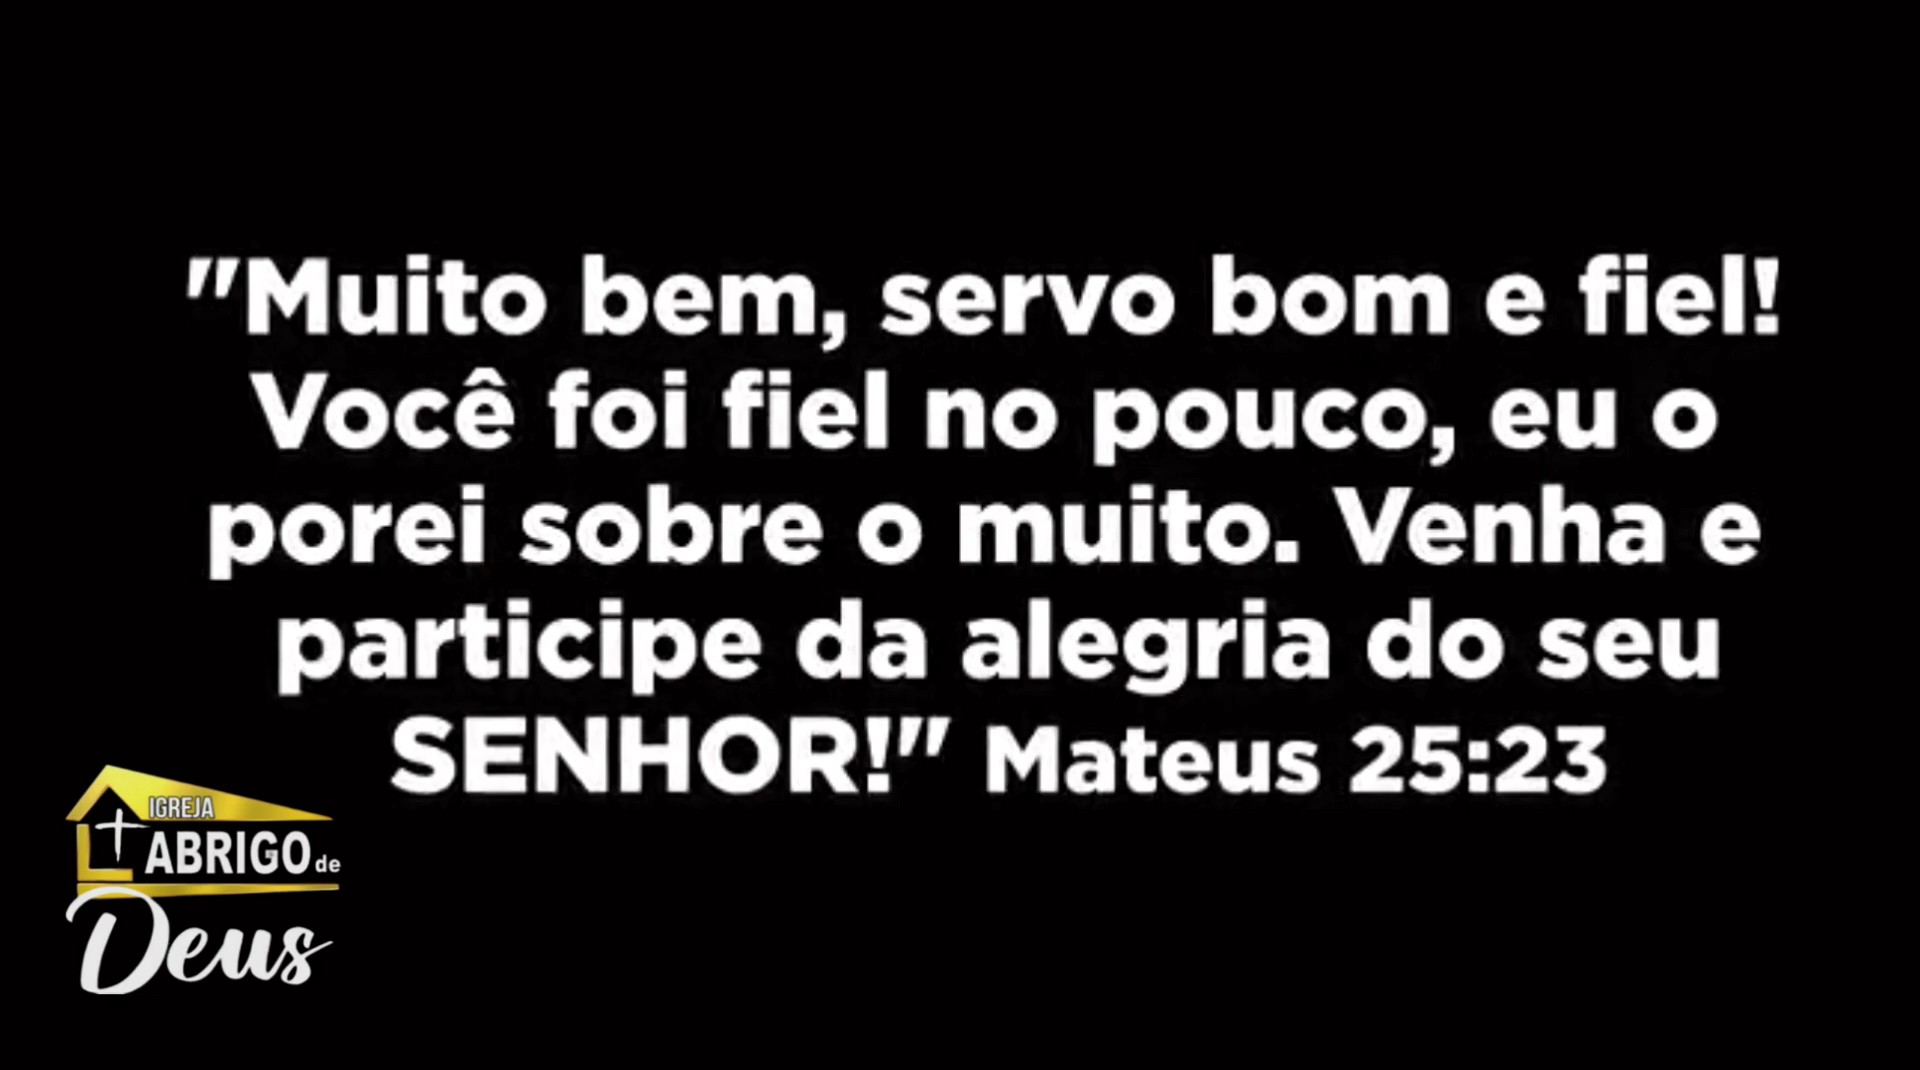 "Muito bem, servo bom e fiel!
Você foi fiel no pouco, eu o
porei sobre o muito. Venha e
participe da alegria do seu
SENHOR!" Mateus 25:23
IGREJA
ABRIGO de
Deus